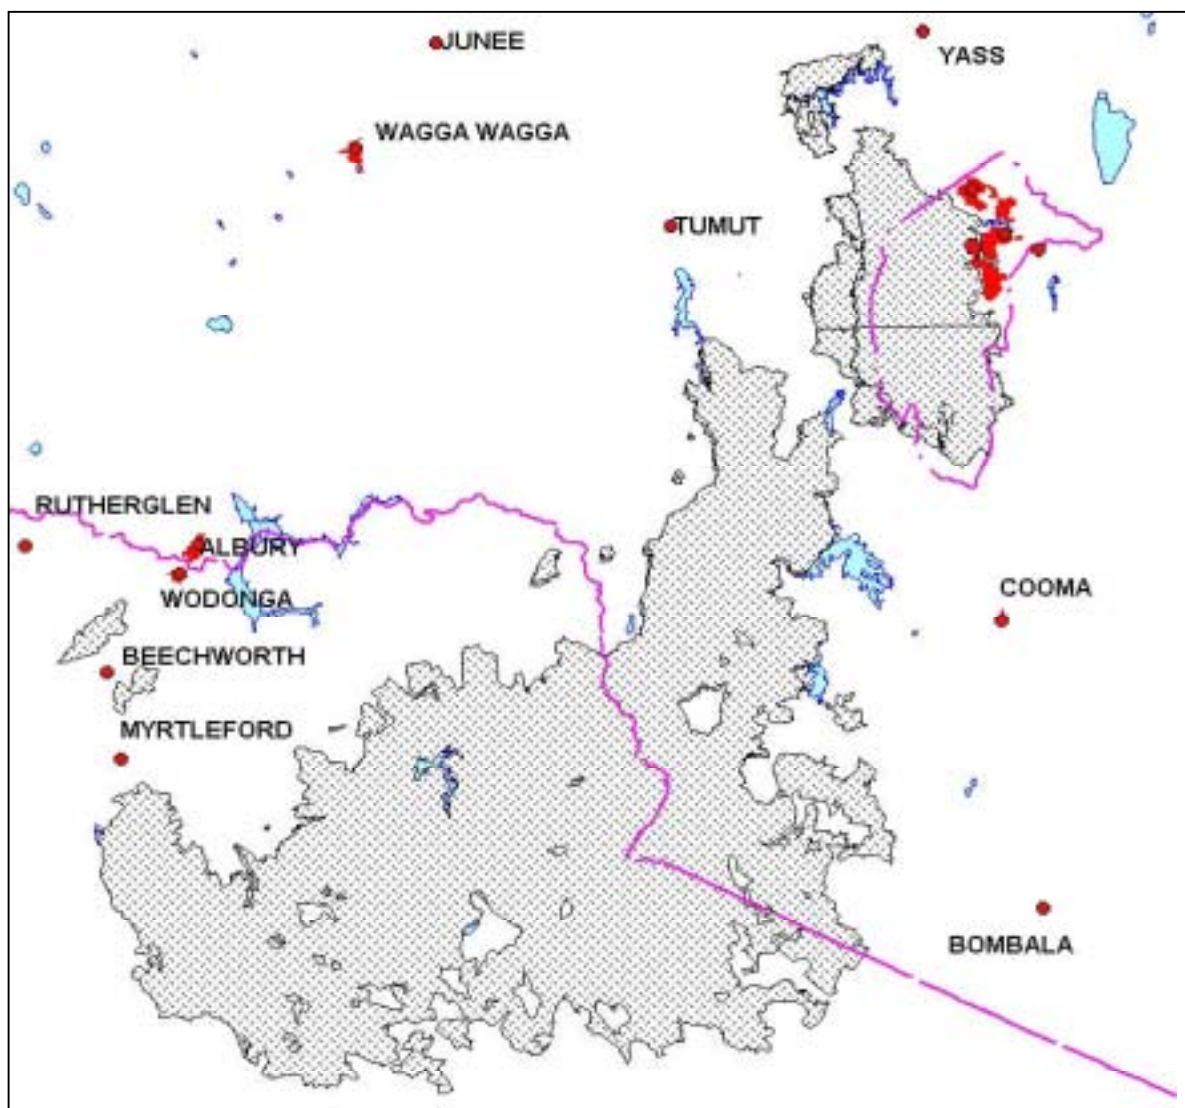 JUNEE
YASS
WAGGA WAGGA
TUMUT
RUTHERGLEN
ALBURY
WODONGA
COOMA
BEECHWORTH
MYRTLEFORD
BOMBALA